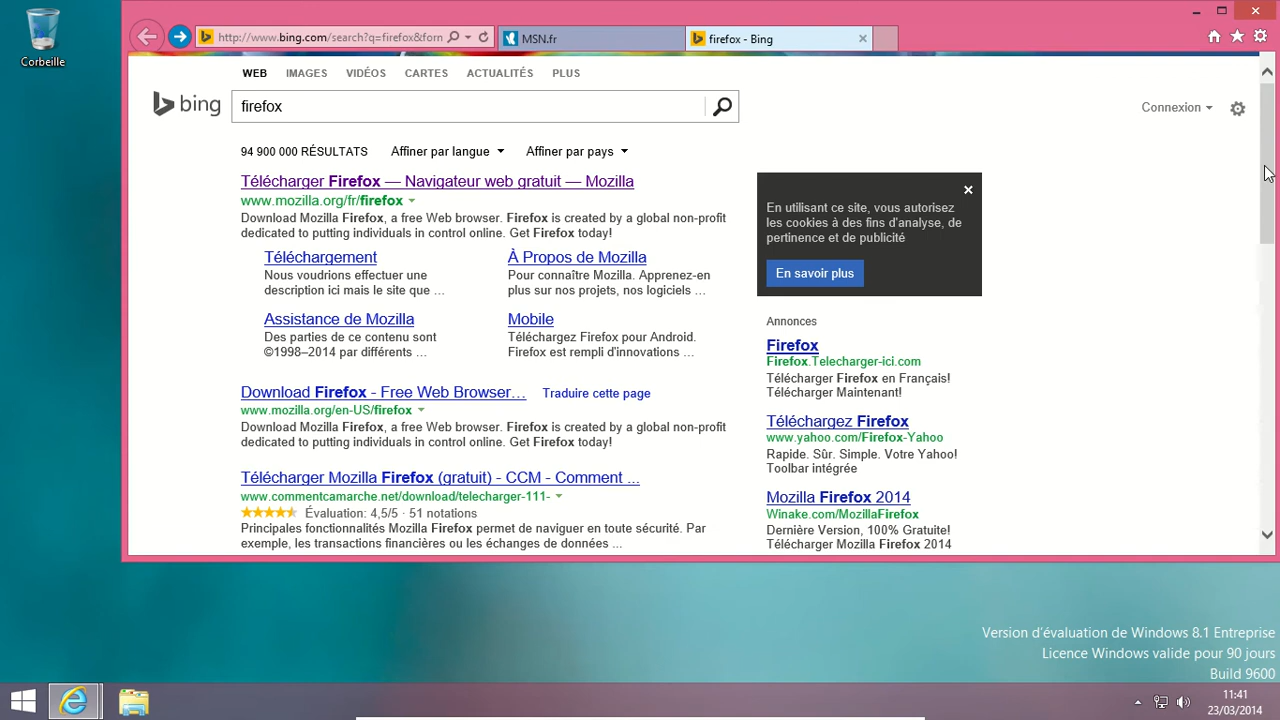 Corbeille
http://www.bing.com/search?q=firefox&forn
MSN.fr
firefox - Bing
WEB IMAGES VIDÉOS CARTES ACTUALITÉS PLUS
bing
firefox
Connexion
94 900 000 RÉSULTATS Affiner par langue Affiner par pays
Télécharger Firefox — Navigateur web gratuit — Mozilla
www.mozilla.org/fr/firefox
Download Mozilla Firefox, a free Web browser. Firefox is created by a global non-profit
dedicated to putting individuals in control online. Get Firefox today!
Téléchargement
Nous voudrions effectuer une
description ici mais le site que ...
À Propos de Mozilla
Pour connaître Mozilla. Apprenez-en
plus sur nos projets, nos logiciels ...
Assistance de Mozilla
Des parties de ce contenu sont
©1998–2014 par différents ...
Mobile
Téléchargez Firefox pour Android.
Firefox est rempli d'innovations ...
Download Firefox - Free Web Browser... Traduire cette page
www.mozilla.org/en-US/firefox
Download Mozilla Firefox, a free Web browser. Firefox is created by a global non-profit
dedicated to putting individuals in control online. Get Firefox today!
Télécharger Mozilla Firefox (gratuit) - CCM - Comment ...
www.commentcamarche.net/download/telecharger-111-
Évaluation: 4,5/5 · 51 notations
Principales fonctionnalités Mozilla Firefox permet de naviguer en toute sécurité. Par
exemple, les transactions financières ou les échanges de données ...
En utilisant ce site, vous autorisez
les cookies à des fins d'analyse, de
pertinence et de publicité
En savoir plus
Annonces
Firefox
Firefox.Telecharger-ici.com
Télécharger Firefox en Français!
Télécharger Maintenant!
Téléchargez Firefox
www.yahoo.com/Firefox-Yahoo
Rapide. Sûr. Simple. Votre Yahoo!
Toolbar intégrée
Mozilla Firefox 2014
Winake.com/MozillaFirefox
Dernière Version, 100% Gratuite!
Télécharger Mozilla Firefox 2014
Version d'évaluation de Windows 8.1 Entreprise
Licence Windows valide pour 90 jours
Build 9600
11:41
23/03/2014